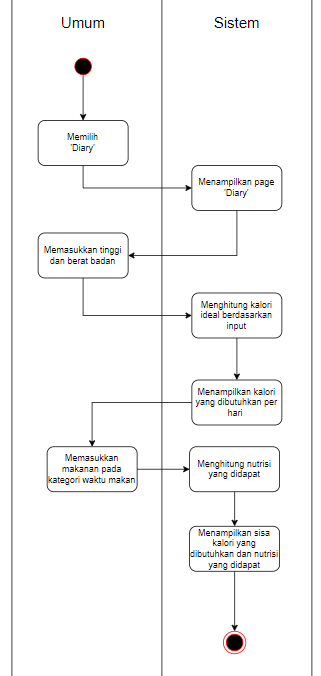 Umum
Sistem
Memilih
'Diary'
Menampilkan page
'Diary'
Memasukkan tinggi
dan berat badan
Menghitung kalori
ideal berdasarkan
input
Menampilkan kalori
yang dibutuhkan per
hari
Memasukkan
makanan pada
kategori waktu makan
Menghitung nutrisi
yang didapat
Menampilkan sisa
kalori yang
dibutuhkan dan nutrisi
yang didapat